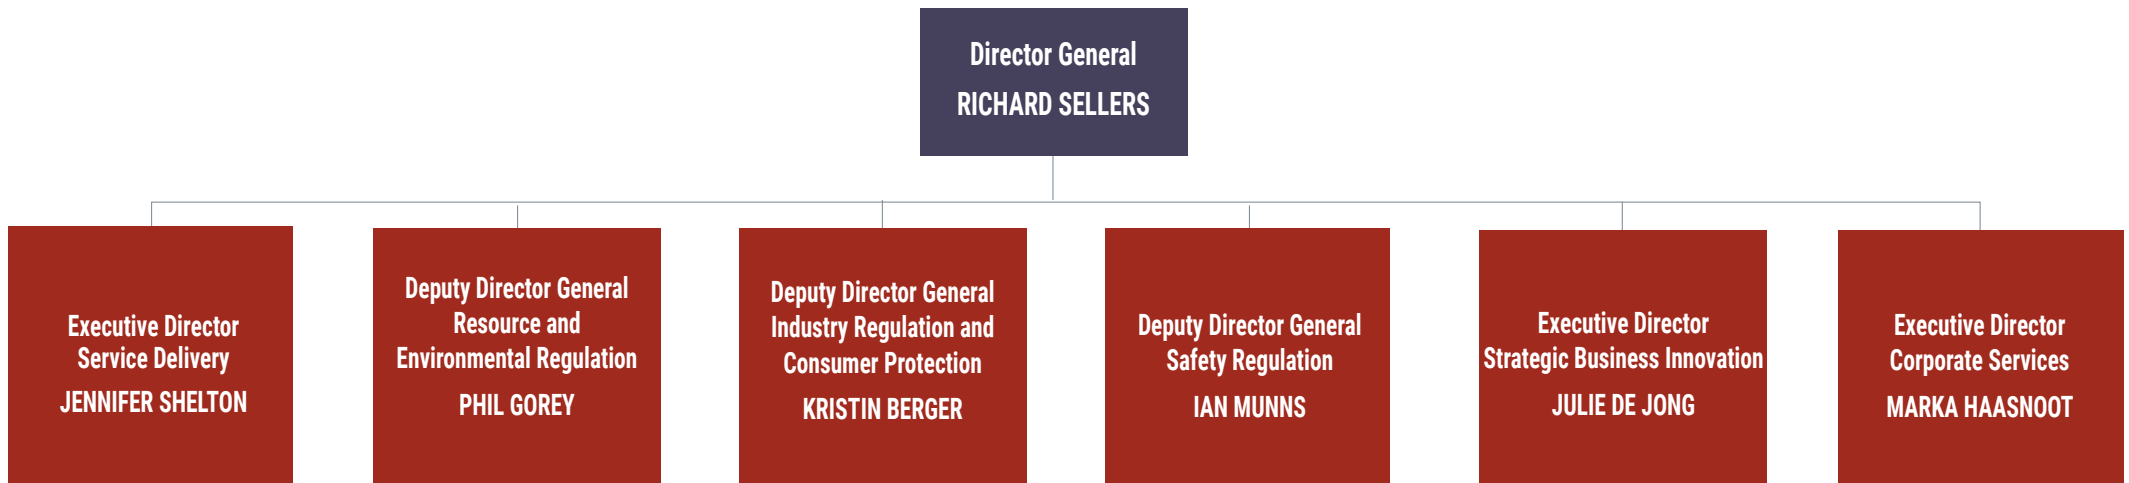 Director General
RICHARD SELLERS
Executive Director
Service Delivery
JENNIFER SHELTON
Deputy Director General
Resource and
Environmental Regulation
PHIL GOREY
Deputy Director General
Industry Regulation and
Consumer Protection
KRISTIN BERGER
Deputy Director General
Safety Regulation
IAN MUNNS
Executive Director
Strategic Business Innovation
JULIE DE JONG
Executive Director
Corporate Services
MARKA HAASNOOT